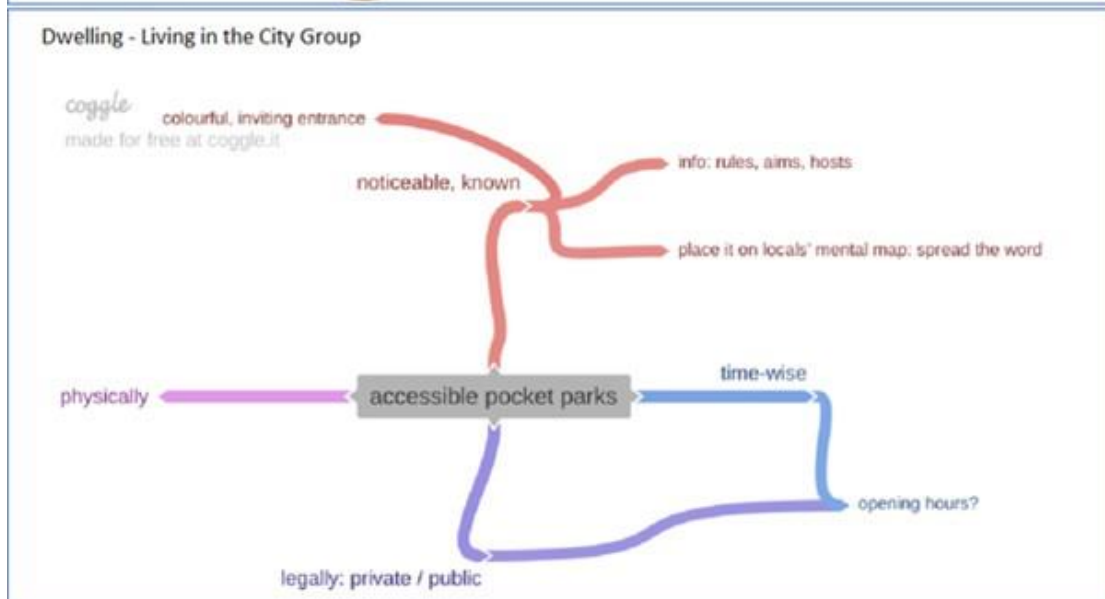 Dwelling - Living in the City Group
coggle
made for free at coggle.it
colourful, inviting entrance
info: rules, aims, hosts
noticeable, known
place it on locals' mental map: spread the word
time-wise
physically
accessible pocket parks
opening hours?
legally: private / public